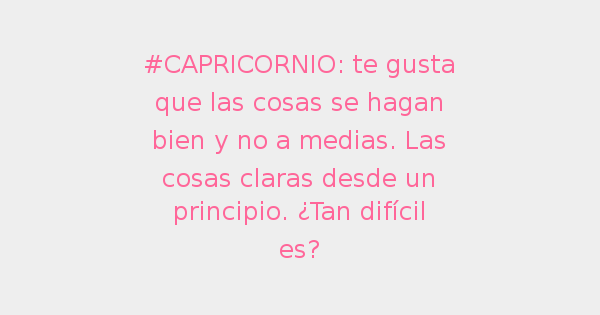 #CAPRICORNIO: te gusta
que las cosas se hagan
bien y no a medias. Las
cosas claras desde un
principio. ¿Tan difícil
es?